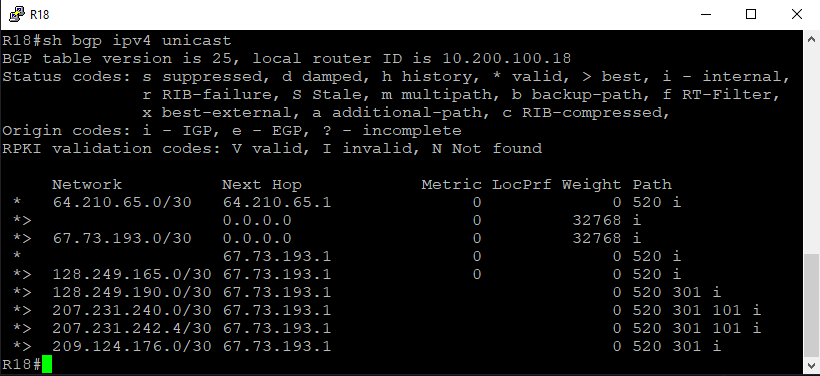 R18
R18#sh bgp ipv4 unicast
BGP table version is 25, local router ID is 10.200.100.18
Status codes: s suppressed, d damped, h history, * valid, > best, i - internal,
              r RIB-failure, S Stale, m multipath, b backup-path, f RT-Filter,
              x best-external, a additional-path, c RIB-compressed,
Origin codes: i - IGP, e - EGP, ? - incomplete
RPKI validation codes: V valid, I invalid, N Not found

     Network          Next Hop            Metric LocPrf Weight Path
 *   64.210.65.0/30   64.210.65.1              0             0 520 i
 *>                   0.0.0.0                  0         32768 i
 *>  67.73.193.0/30   0.0.0.0                  0         32768 i
 *                    67.73.193.1              0             0 520 i
 *>  128.249.165.0/30 67.73.193.1              0             0 520 i
 *>  128.249.190.0/30 67.73.193.1                            0 520 301 i
 *>  207.231.240.0/30 67.73.193.1                            0 520 301 101 i
 *>  207.231.242.4/30 67.73.193.1                            0 520 301 101 i
 *>  209.124.176.0/30 67.73.193.1                            0 520 301 i
R18#